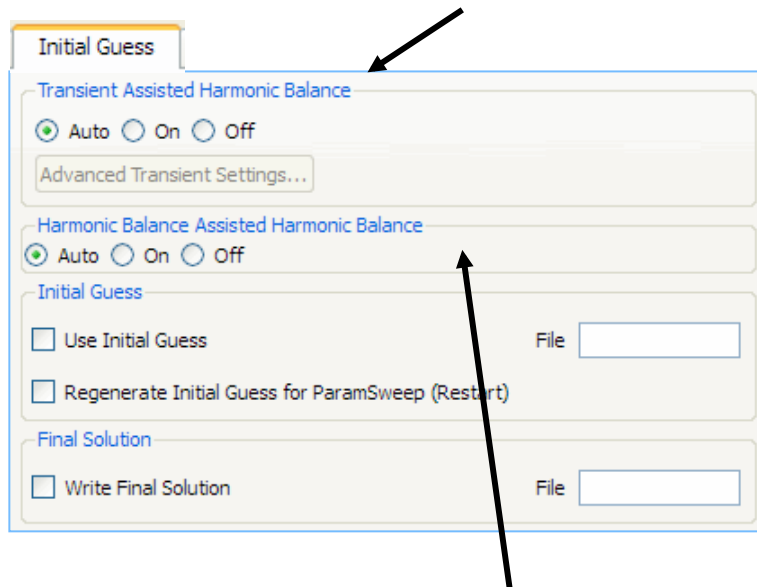 Initial Guess
Transient Assisted Harmonic Balance
Auto On Off
Advanced Transient Settings...
Harmonic Balance Assisted Harmonic Balance
Auto On Off
Initial Guess
Use Initial Guess File
Regenerate Initial Guess for ParamSweep (Restart)
Final Solution
Write Final Solution File